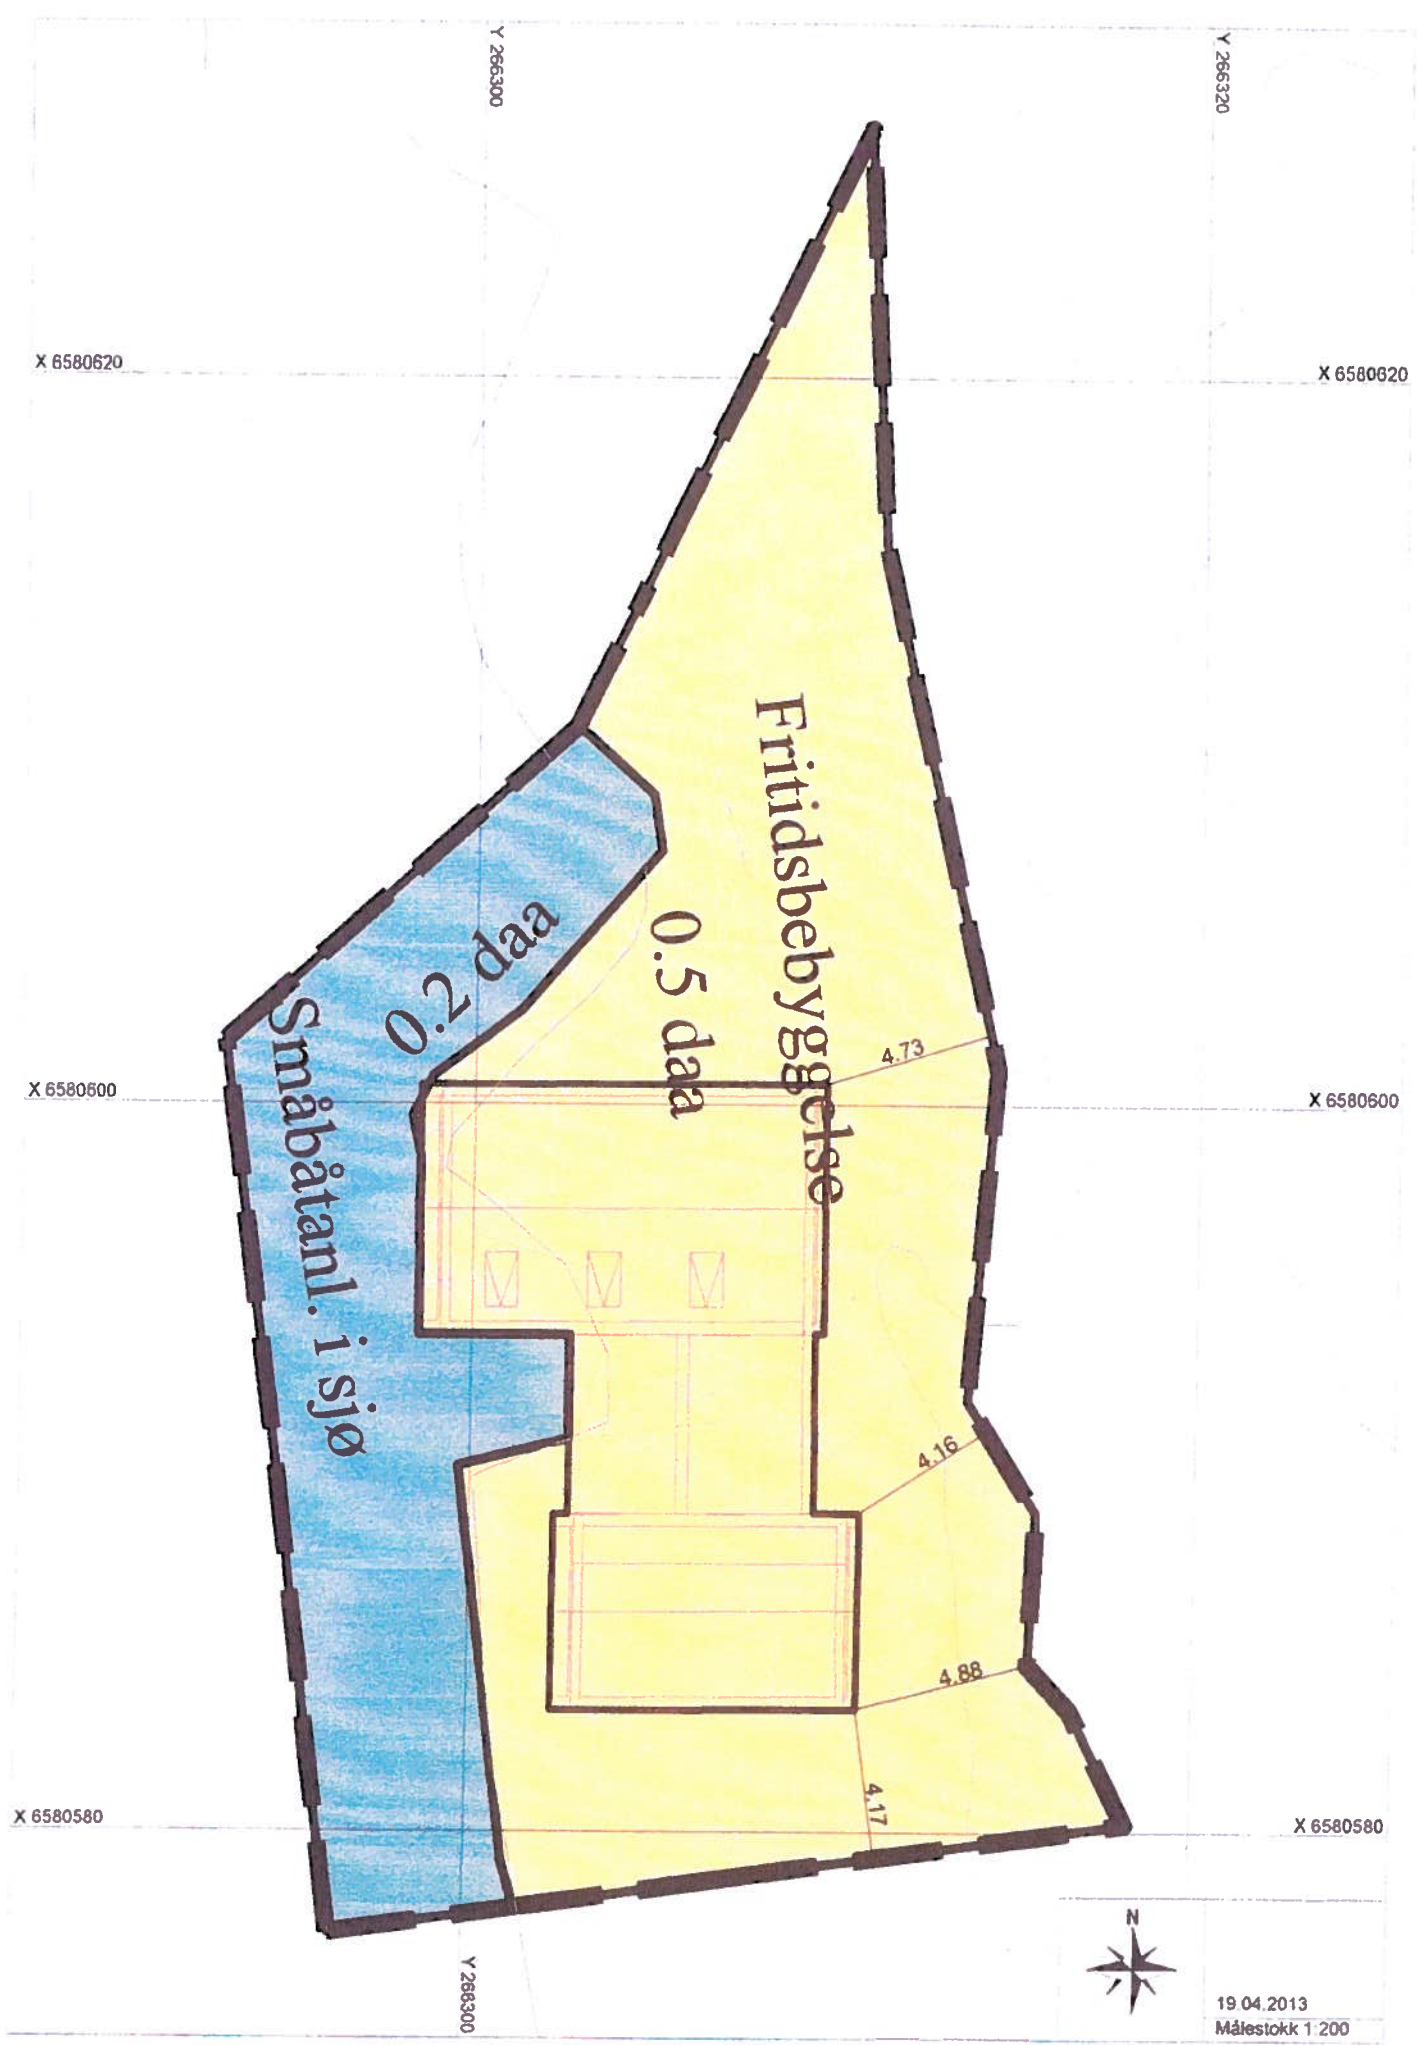 Y 266300
Y 266320
X 6580620
X 6580620
Fritidsbebyggelse
0.5 daa
0.2 daa
Småbåtanl. i sjø
4.73
X 6580600
X 6580600
4.16
4.88
4.17
X 6580580
X 6580580
Y 266300
N
19.04.2013
Målestokk 1:200